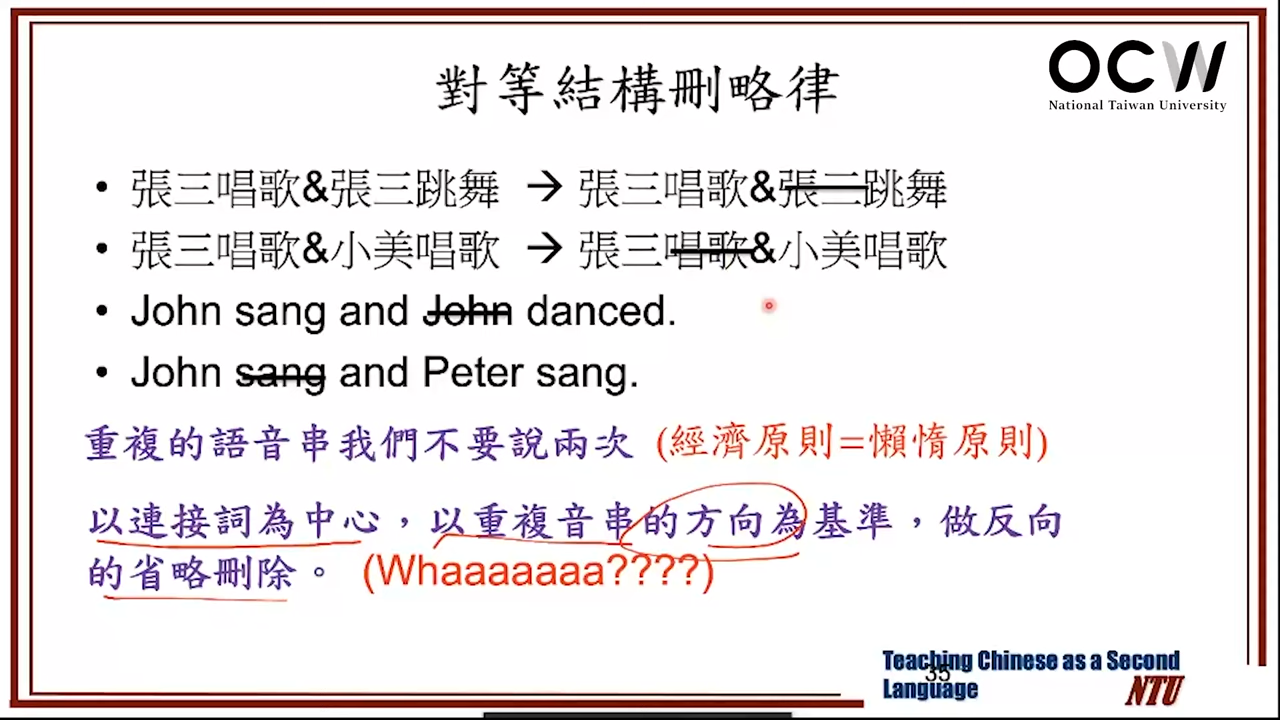 對等結構刪略律
OCW
National Taiwan University
• 張三唱歌&張三跳舞 → 張三唱歌&張三跳舞
• 張三唱歌&小美唱歌 → 張三唱歌&小美唱歌
• John sang and John danced.
• John sang and Peter sang.
重複的語音串我們不要說兩次 (經濟原則=懶惰原則)
以連接詞為中心，以重複音串的方向為基準，做反向
的省略刪除。 (Whaaaaaaa????)
Teaching Chinese as a Second
35
Language
NTU